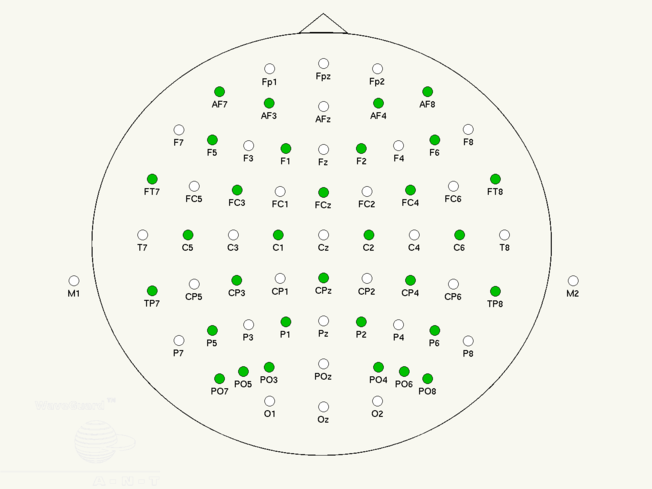 Fp1 Fpz Fp2
AF7 AF3 AFz AF4 AF8
F7 F5 F3 F1 Fz F2 F4 F6 F8
FT7 FC5 FC3 FC1 FCz FC2 FC4 FC6 FT8
T7 C5 C3 C1 Cz C2 C4 C6 T8
M1 TP7 CP5 CP3 CP1 CPz CP2 CP4 CP6 TP8 M2
P7 P5 P3 P1 Pz P2 P4 P6 P8
PO7 PO5 PO3 POz PO4 PO6 PO8
O1 Oz O2